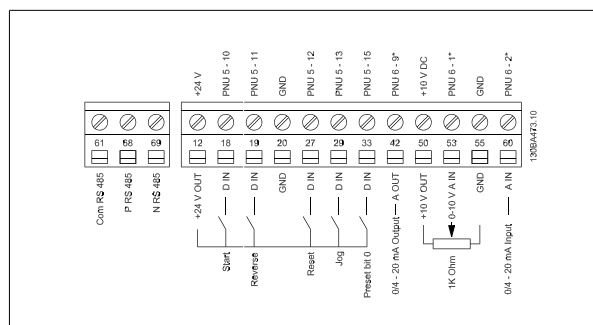 +24 V
PNU 5 - 10
PNU 5 - 11
GND
PNU 5 - 12
PNU 5 - 13
PNU 5 - 15
PNU 6 - 9*
+10 V DC
PNU 6 - 1*
GND
PNU 6 - 2*
61 68 69 12 18 19 20 27 29 33 42 50 53 55 60
Com RS 485
P RS 485
N RS 485
+24 V OUT
D IN
D IN
GND
D IN
D IN
D IN
A OUT
+10 V OUT
0-10 V A IN
GND
A IN
Start
Reverse
Reset
Jog
Preset bit 0
0/4 - 20 mA Output
1K Ohm
0/4 - 20 mA Input
130BA473.10